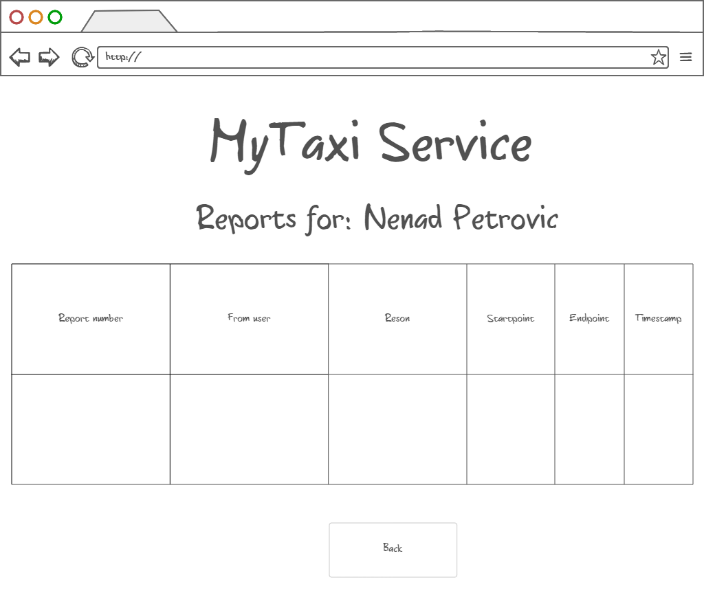 http://
MyTaxi Service
Reports for: Nenad Petrovic
Report number From user Reson Startpoint Endpoint Timestamp
Back